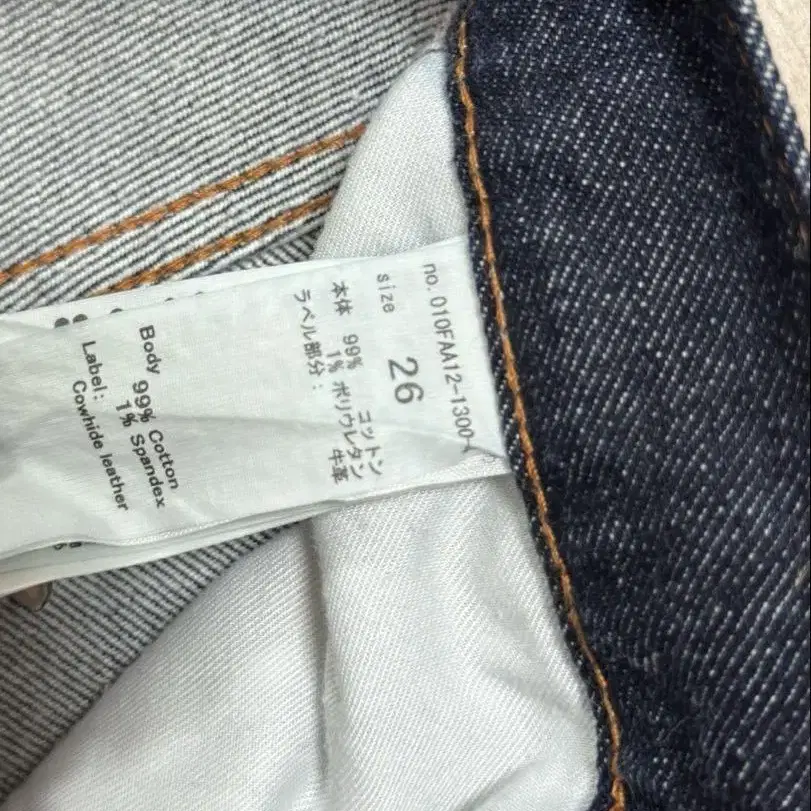 no. 010FAA12-1300-
size 26
本体 99% コットン
1% ポリウレタン
ラベル部分: 牛革
Body 99% Cotton
1% Spandex
Label:
Cowhide leather